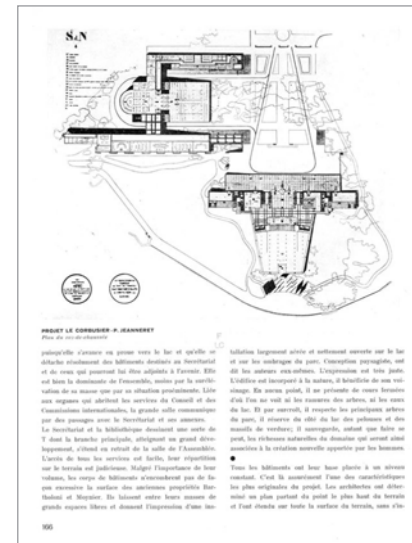 S.d.N
PROJET LE CORBUSIER-P. JEANNERET
Plan du rez-de-chaussée
puisqu'elle s'avance en proue vers le lac et qu'elle se
détache résolument des bâtiments destinés au Secrétariat
et de ceux qui pourront lui être adjoints à l'avenir. Elle
est bien la dominante de l'ensemble, moins par la
de sa masse que par sa situation proéminente. Liée
aux organes qui abritent les services du Conseil et des
Commissions internationales, la grande salle communique
par des passages avec le Secrétariat et ses annexes.
Le Secrétariat et la bibliothèque dessinant une sorte de
T dont la branche principale, atteignant un grand déve-
loppement, s'étend en retrait de la salle de l'Assemblée.
L'accès de tous les services est facile, leur répartition
sur le terrain est judicieuse. Malgré l'importance de leur
volume, les corps de bâtiments n'encombrent pas de fa-
çon excessive la surface des anciennes propriétés Bar-
tholoni et Moynier. Ils laissent entre leurs masses de
grands espaces libres et donnent l'impression d'une ins-
tallation largement aérée et nettement ouverte sur le lac
et sur les ombrages du parc. Conception paysagiste, ont
dit les auteurs eux-mêmes. L'expression est très juste.
L'édifice est incorporé à la nature, il bénéficie de son voi-
sinage. En aucun point, il ne présente de cours fermées
d'où l'on ne voit ni les ramures des arbres, ni les eaux
du lac. Et par surcroît, il respecte les principaux arbres
du parc, il réserve du côté du lac des pelouses et des
massifs de verdure; il sauvegarde, autant que faire se
peut, les richesses naturelles du domaine qui seront ainsi
associées à la création nouvelle apportée par les hommes.
●
Tous les bâtiments ont leur base placée à un niveau
constant. C'est là assurément l'une des caractéristiques
les plus originales du projet. Les architectes ont déter-
miné un plan partant du point le plus haut du terrain
et l'ont étendu sur toute la surface du terrain, sans s'in-